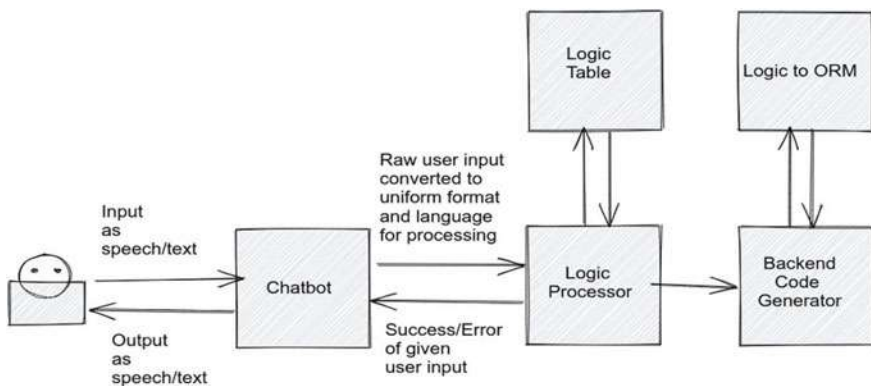 Logic
Table
Logic to ORM
Raw user input
converted to
uniform format
and language
for processing
Input
as
speech/text
Chatbot
Logic
Processor
Backend
Code
Generator
Output
as
speech/text
Success/Error
of given
user input